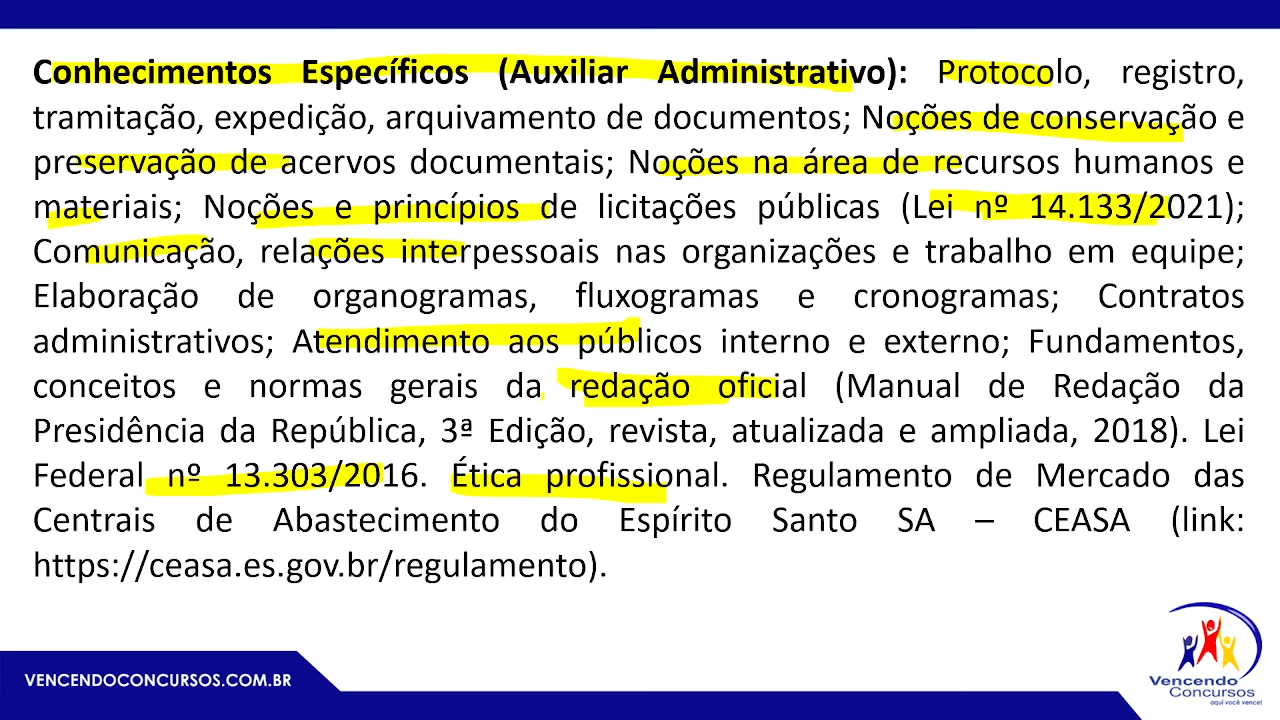 Conhecimentos Específicos (Auxiliar Administrativo): Protocolo, registro,
tramitação, expedição, arquivamento de documentos; Noções de conservação e
preservação de acervos documentais; Noções na área de recursos humanos e
materiais; Noções e princípios de licitações públicas (Lei nº 14.133/2021);
Comunicação, relações interpessoais nas organizações e trabalho em equipe;
Elaboração de organogramas, fluxogramas e cronogramas; Contratos
administrativos; Atendimento aos públicos interno e externo; Fundamentos,
conceitos e normas gerais da redação oficial (Manual de Redação da
Presidência da República, 3ª Edição, revista, atualizada e ampliada, 2018). Lei
Federal nº 13.303/2016. Ética profissional. Regulamento de Mercado das
Centrais de Abastecimento do Espírito Santo SA – CEASA (link:
https://ceasa.es.gov.br/regulamento).
VENCENDOCONCURSOS.COM.BR
Vencendo
Concursos
aqui você vence!